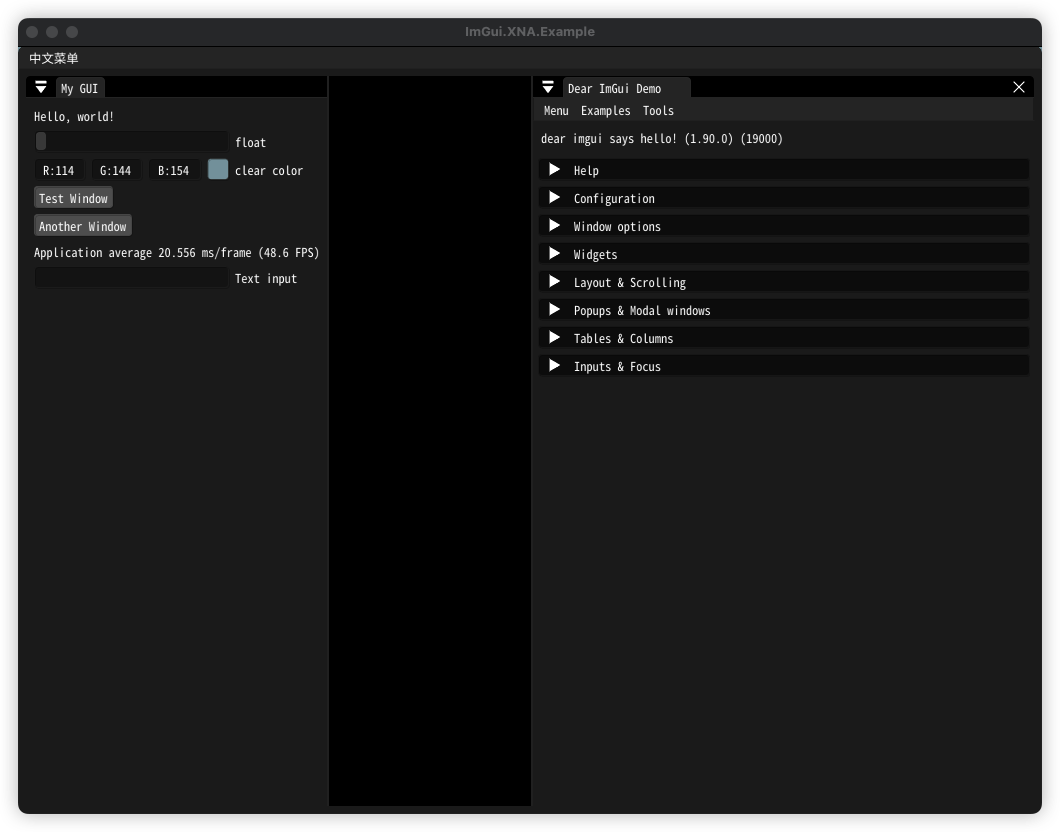 ImGui.XNA.Example
中文菜单
My GUI
Hello, world!
float
R:114 G:144 B:154 clear color
Test Window
Another Window
Application average 20.556 ms/frame (48.6 FPS)
Text input
Dear ImGui Demo
Menu Examples Tools
dear imgui says hello! (1.90.0) (19000)
Help
Configuration
Window options
Widgets
Layout & Scrolling
Popups & Modal windows
Tables & Columns
Inputs & Focus